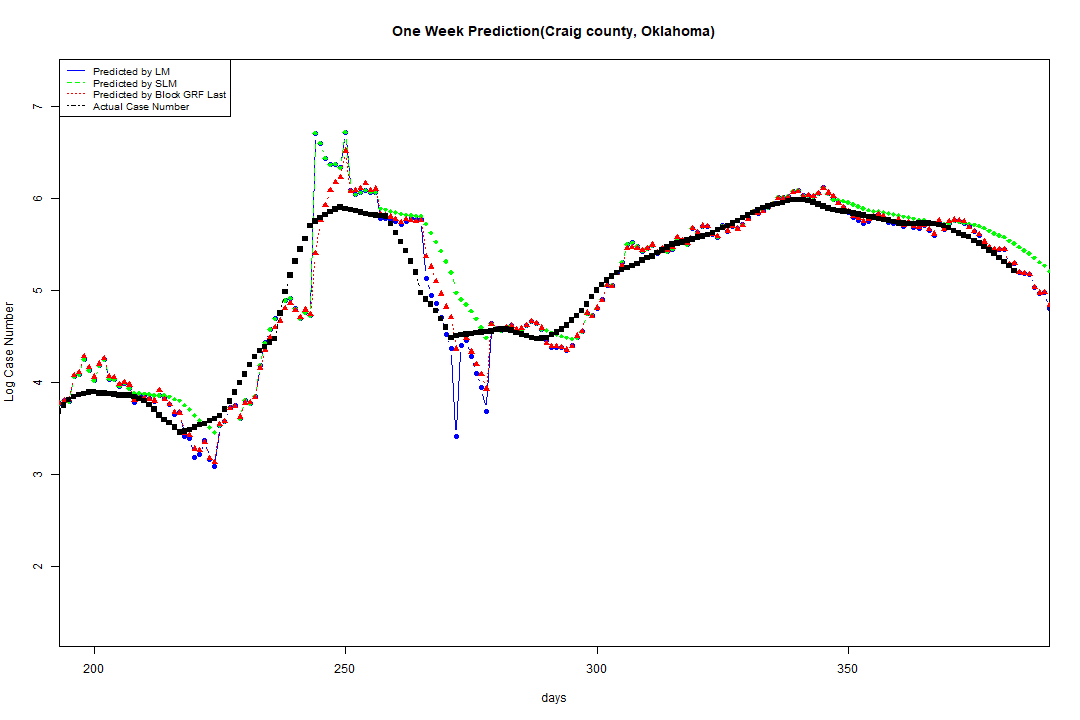 One Week Prediction(Craig county, Oklahoma)
Predicted by LM
Predicted by SLM
Predicted by Block GRF Last
Actual Case Number
7
6
5
4
3
2
Log Case Number
200 250 300 350
days